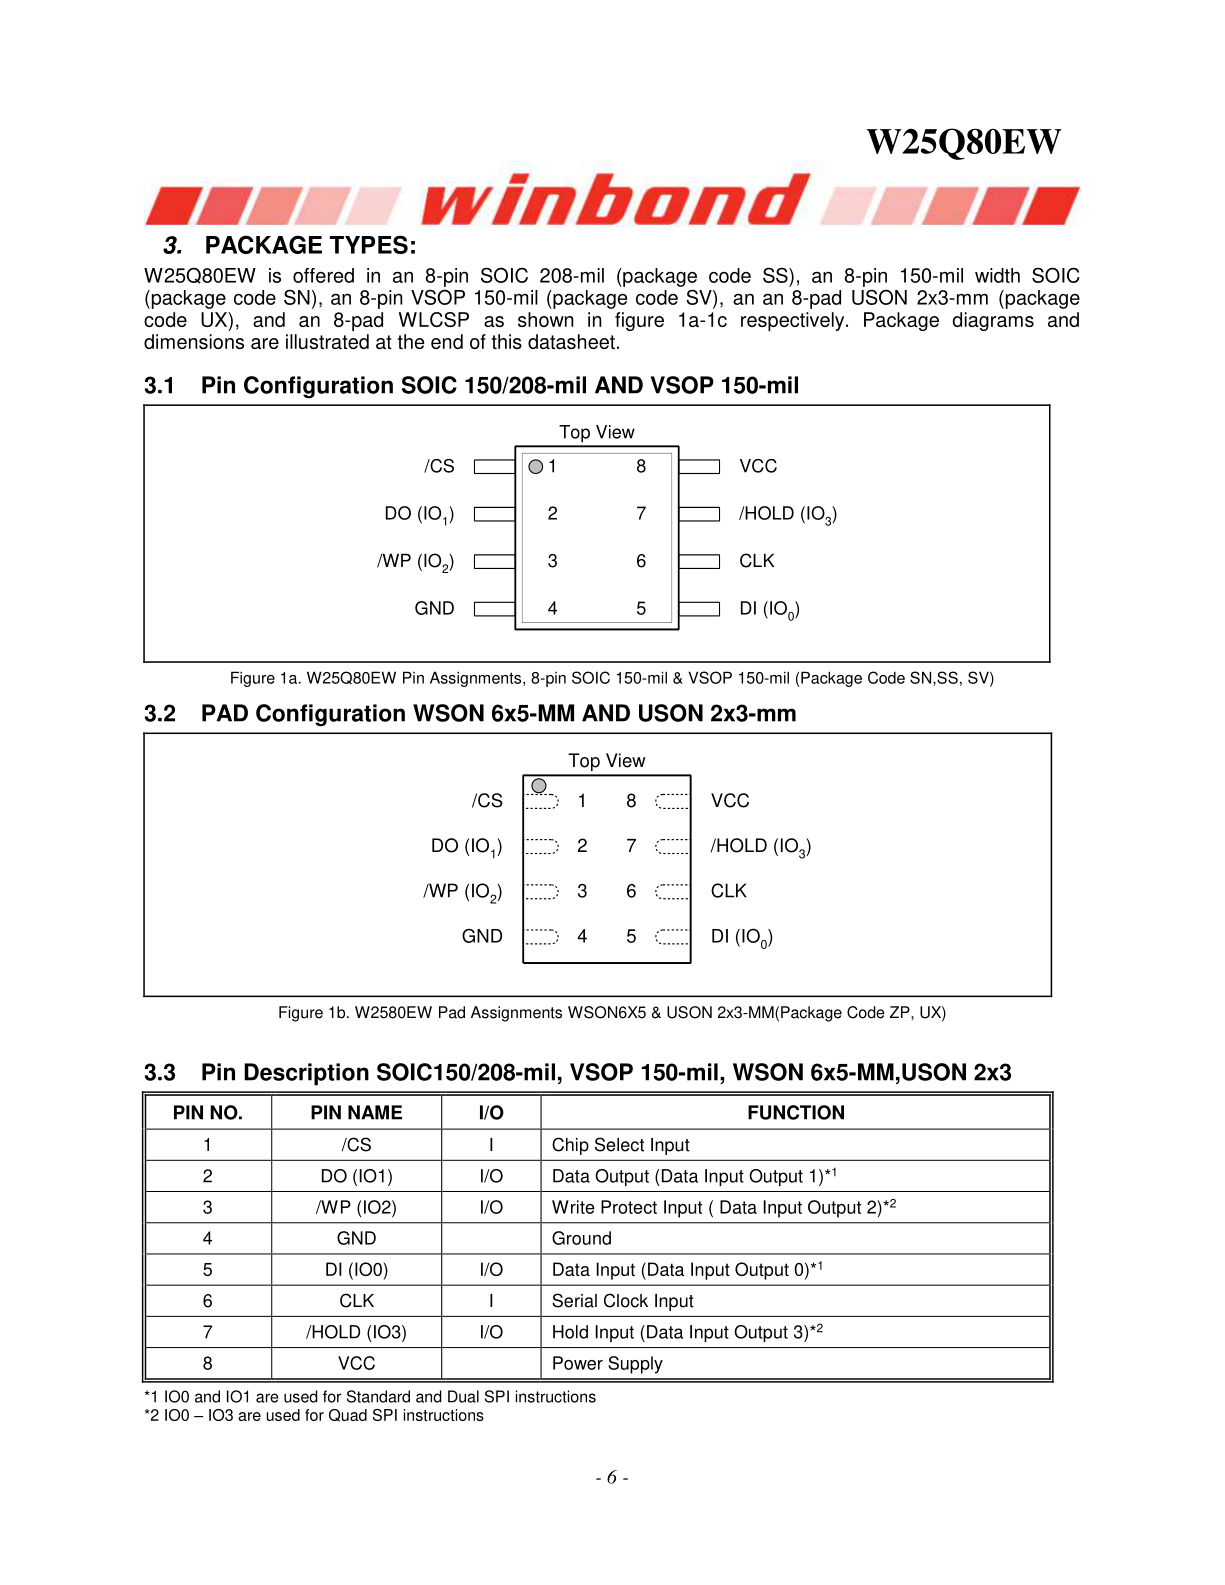 W25Q80EW
winbond
3. PACKAGE TYPES:
W25Q80EW is offered in an 8-pin SOIC 208-mil (package code SS), an 8-pin 150-mil width SOIC
(package code SN), an 8-pin VSOP 150-mil (package code SV), an an 8-pad USON 2x3-mm (package
code UX), and an 8-pad WLCSP as shown in figure 1a-1c respectively. Package diagrams and
dimensions are illustrated at the end of this datasheet.
3.1 Pin Configuration SOIC 150/208-mil AND VSOP 150-mil
Top View
/CS 1 8 VCC
DO (IO1) 2 7 /HOLD (IO3)
/WP (IO2) 3 6 CLK
GND 4 5 DI (IO0)
Figure 1a. W25Q80EW Pin Assignments, 8-pin SOIC 150-mil & VSOP 150-mil (Package Code SN,SS, SV)
3.2 PAD Configuration WSON 6x5-MM AND USON 2x3-mm
Top View
/CS 1 8 VCC
DO (IO1) 2 7 /HOLD (IO3)
/WP (IO2) 3 6 CLK
GND 4 5 DI (IO0)
Figure 1b. W2580EW Pad Assignments WSON6X5 & USON 2x3-MM(Package Code ZP, UX)
3.3 Pin Description SOIC150/208-mil, VSOP 150-mil, WSON 6x5-MM,USON 2x3
PIN NO. PIN NAME I/O FUNCTION
1 /CS I Chip Select Input
2 DO (IO1) I/O Data Output (Data Input Output 1)*1
3 /WP (IO2) I/O Write Protect Input ( Data Input Output 2)*2
4 GND Ground
5 DI (IO0) I/O Data Input (Data Input Output 0)*1
6 CLK I Serial Clock Input
7 /HOLD (IO3) I/O Hold Input (Data Input Output 3)*2
8 VCC Power Supply
*1 IO0 and IO1 are used for Standard and Dual SPI instructions
*2 IO0 – IO3 are used for Quad SPI instructions
- 6 -